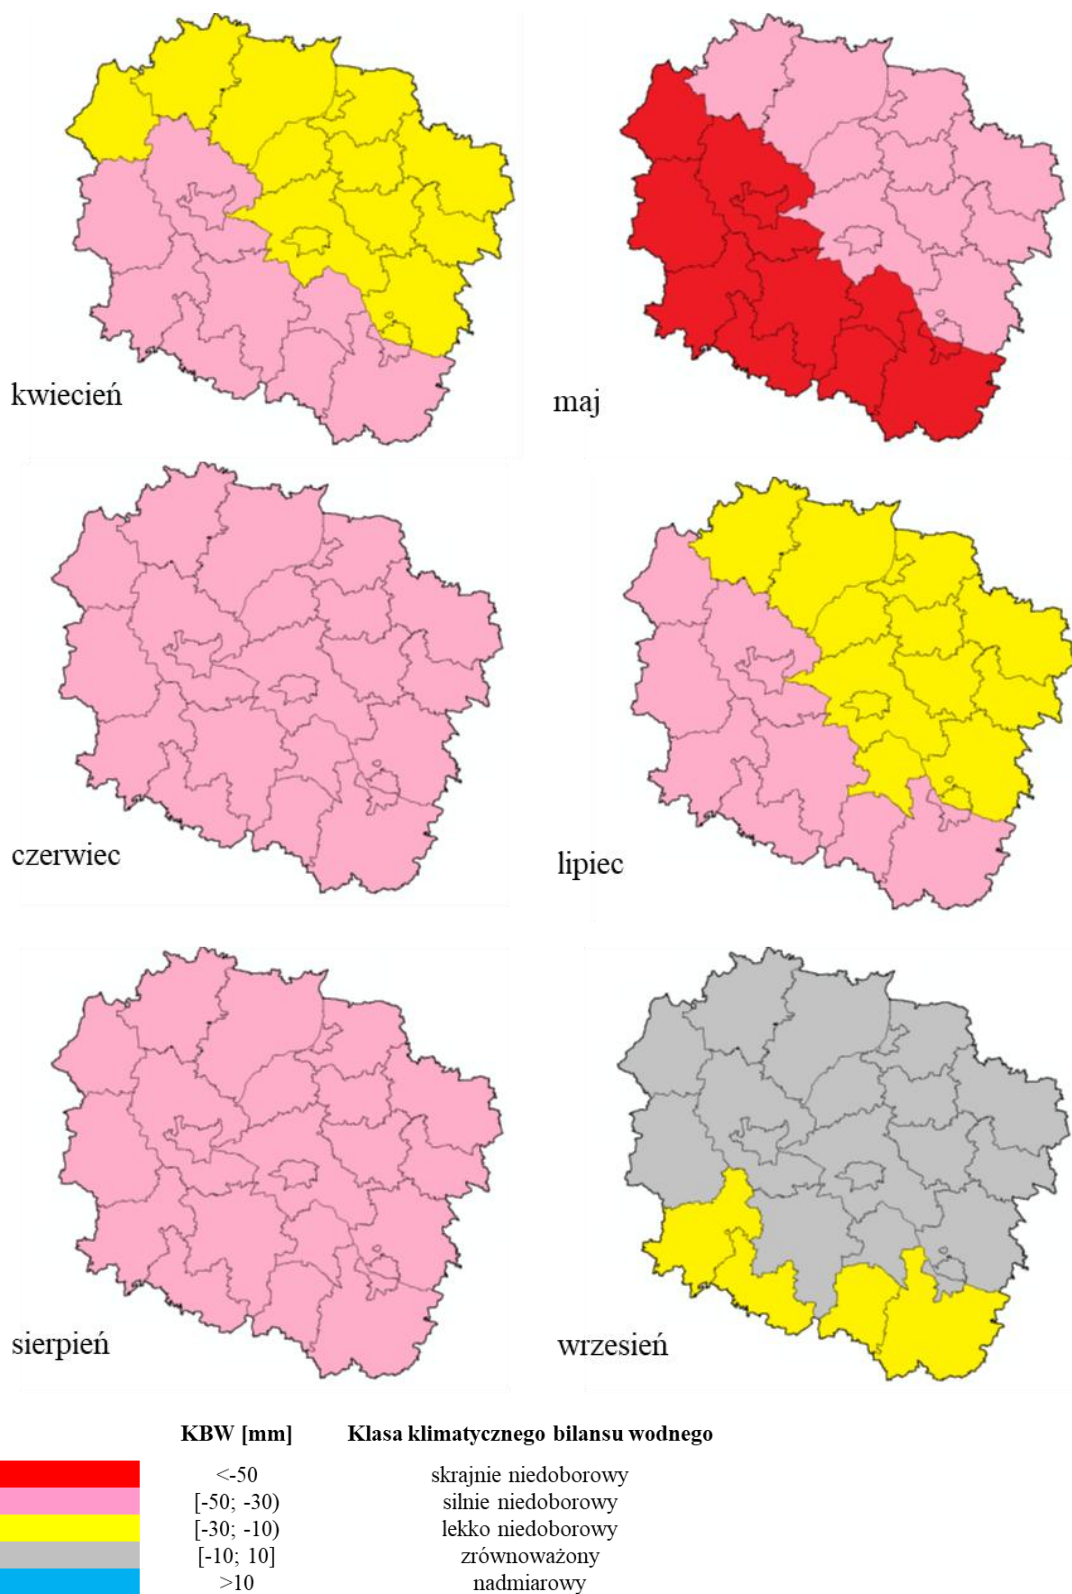 kwiecień
maj
czerwiec
lipiec
sierpień
wrzesień
KBW [mm] Klasa klimatycznego bilansu wodnego
<-50 skrajnie niedoborowy
[-50; -30) silnie niedoborowy
[-30; -10) lekko niedoborowy
[-10; 10] zrównoważony
>10 nadmiarowy